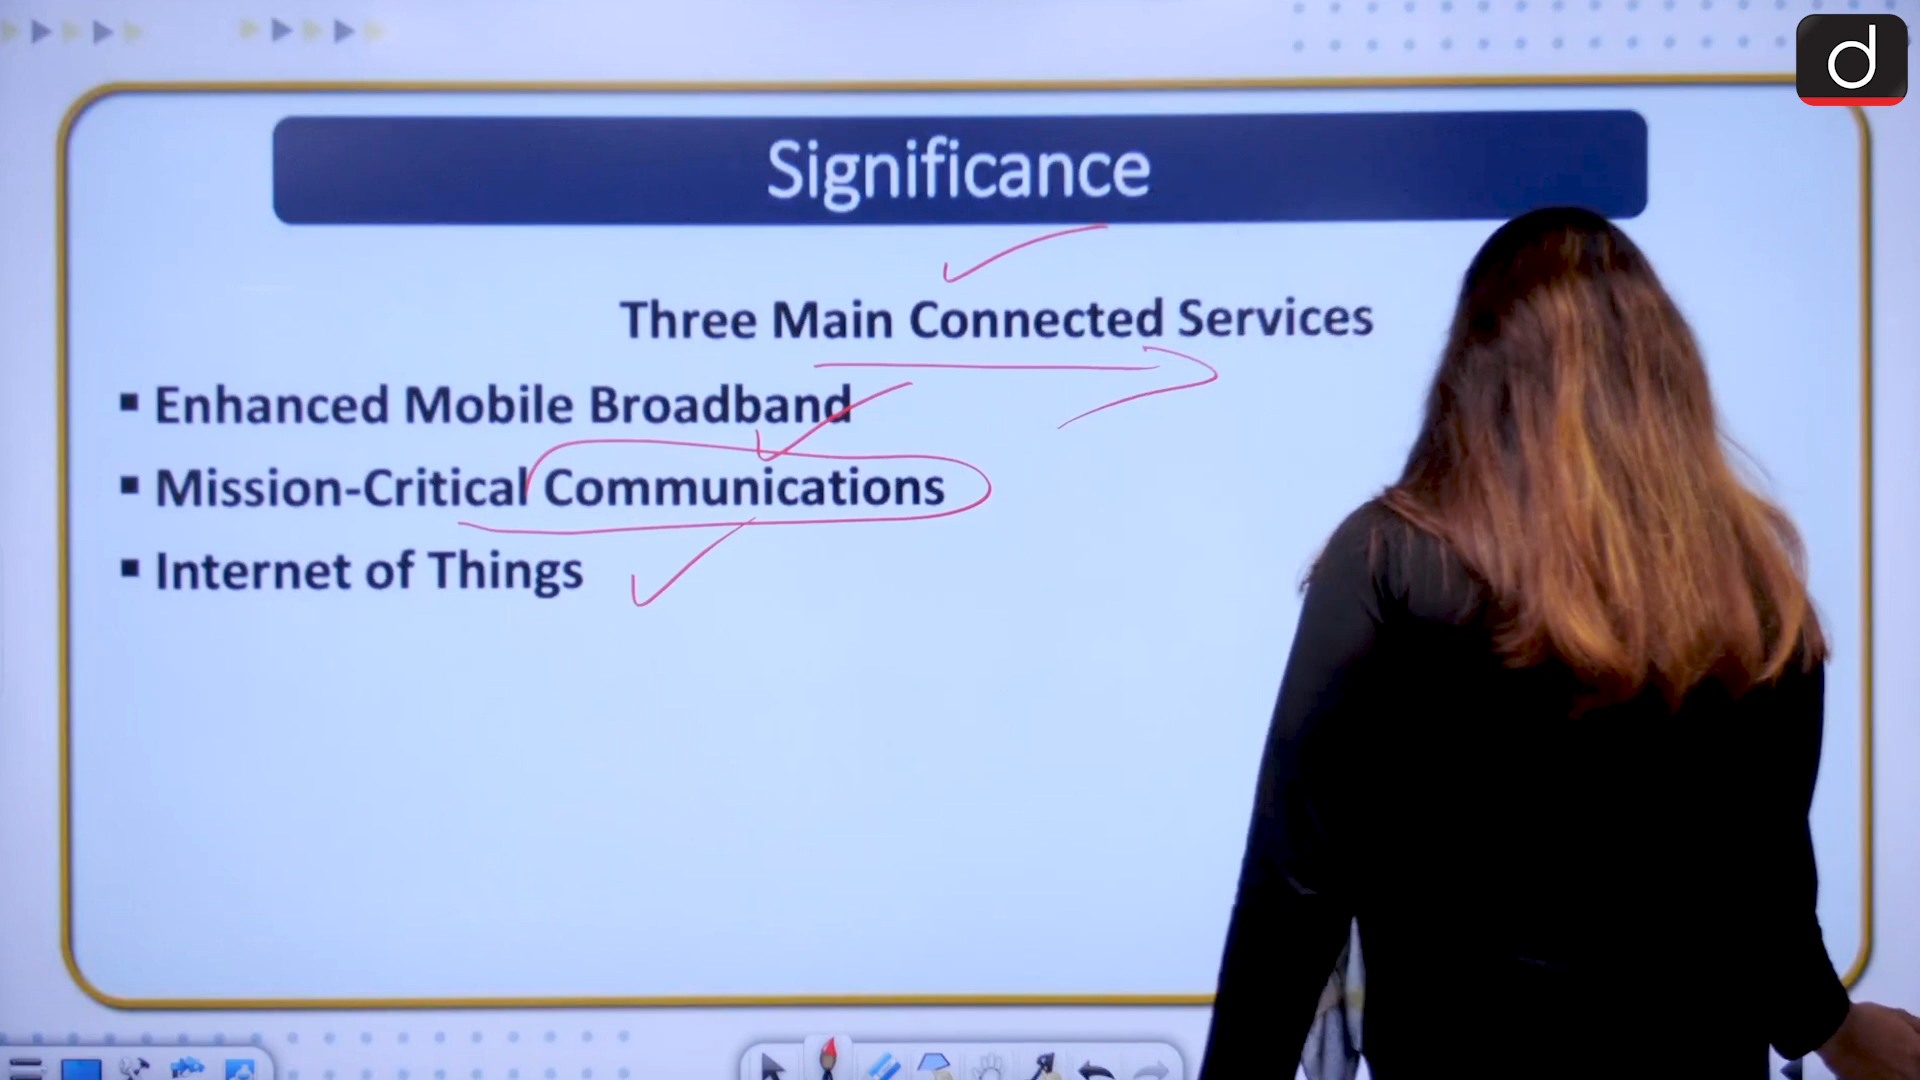 d
Significance
Three Main Connected Services
▪ Enhanced Mobile Broadband
▪ Mission-Critical Communications
▪ Internet of Things